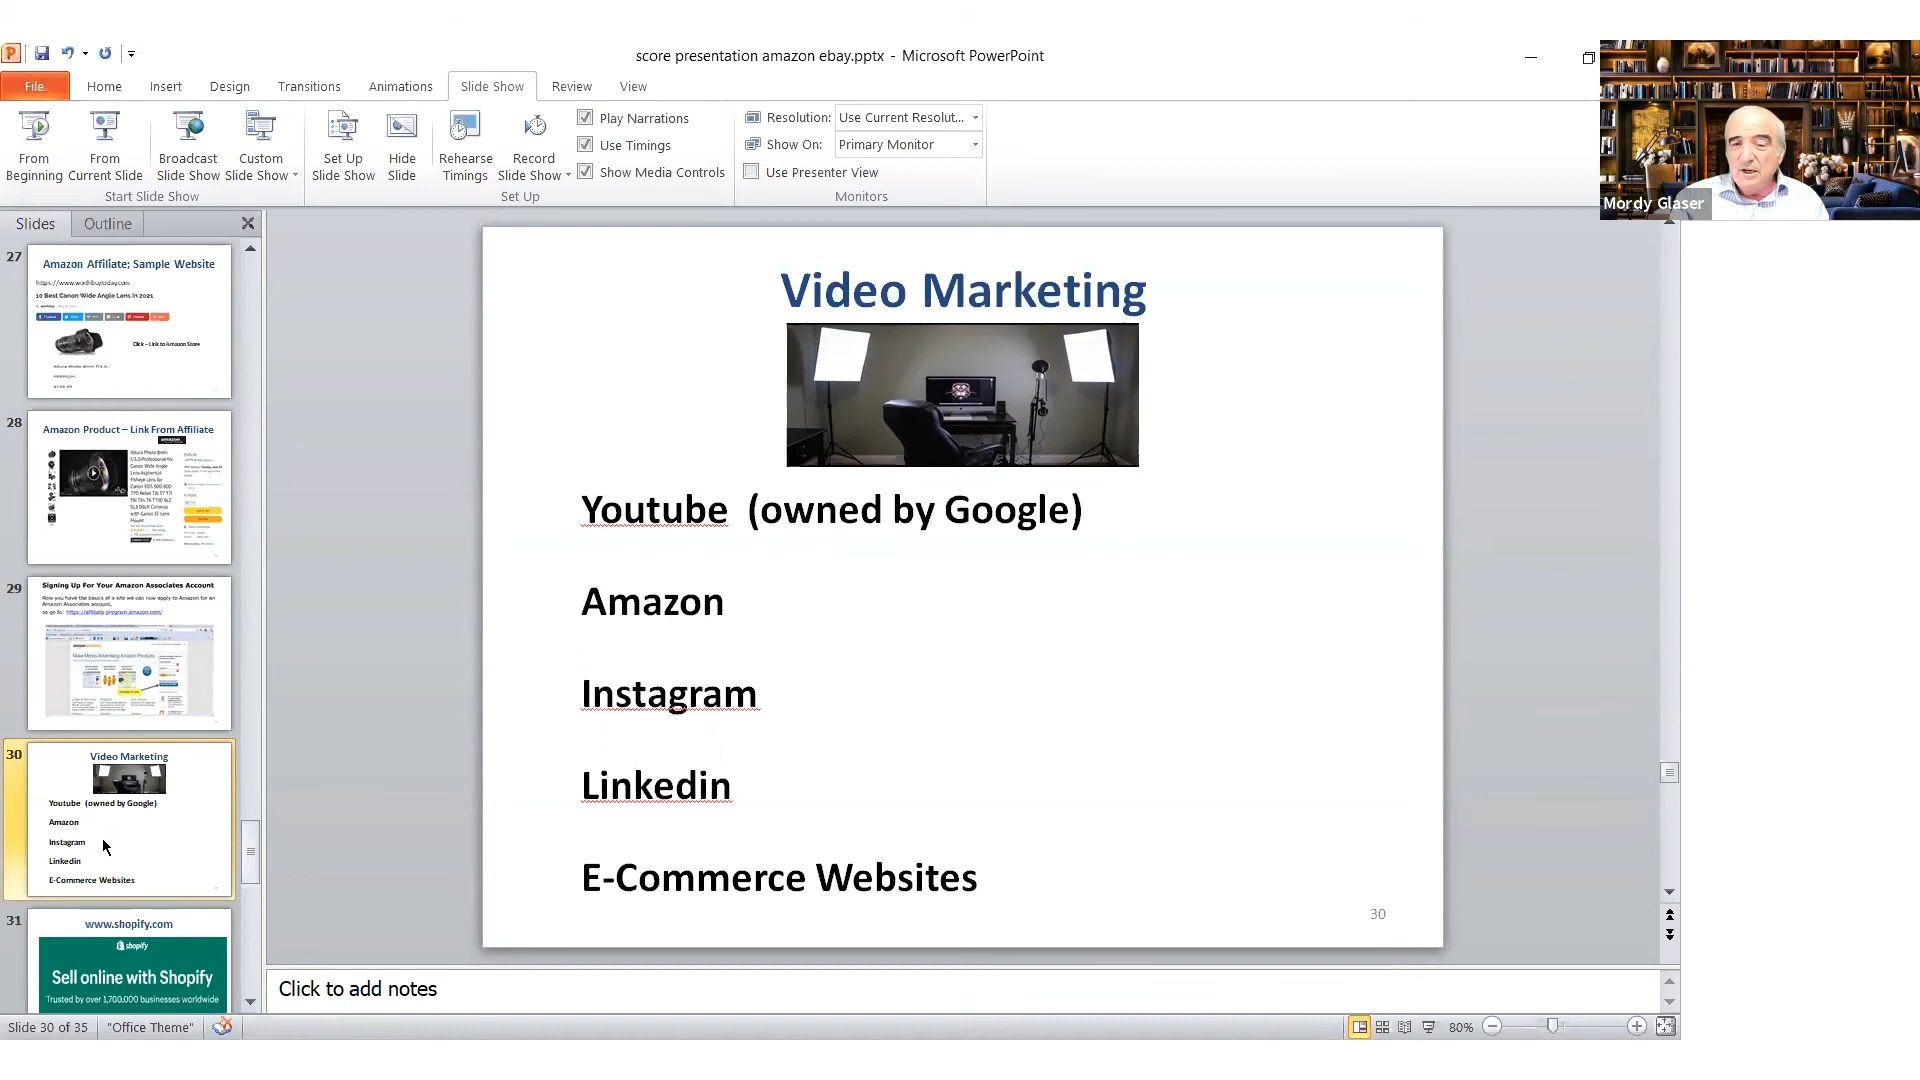 score presentation amazon ebay.pptx - Microsoft PowerPoint
File Home Insert Design Transitions Animations Slide Show Review View
From Beginning
From Current Slide
Broadcast Slide Show
Custom Slide Show
Start Slide Show
Set Up Slide Show
Hide Slide
Rehearse Timings
Record Slide Show
Play Narrations
Use Timings
Show Media Controls
Set Up
Resolution: Use Current Resolut...
Show On: Primary Monitor
Use Presenter View
Monitors
Mordy Glaser
Slides Outline
27
Amazon Affiliate; Sample Website
https://www.worthbuytoday.com
10 Best Canon Wide Angle Lens in 2021
Click – Link to Amazon Store
28
Amazon Product – Link From Affiliate
amazon
29
Signing Up For Your Amazon Associates Account
Now you have the basics of a site we can now apply to Amazon for an
Amazon Associates account,
so go to: https://affiliate-program.amazon.com/
30
Video Marketing
Youtube (owned by Google)
Amazon
Instagram
Linkedin
E-Commerce Websites
31
www.shopify.com
shopify
Sell online with Shopify
Trusted by over 1,700,000 businesses worldwide
Video Marketing
Youtube (owned by Google)
Amazon
Instagram
Linkedin
E-Commerce Websites
30
Click to add notes
Slide 30 of 35 "Office Theme" 80%